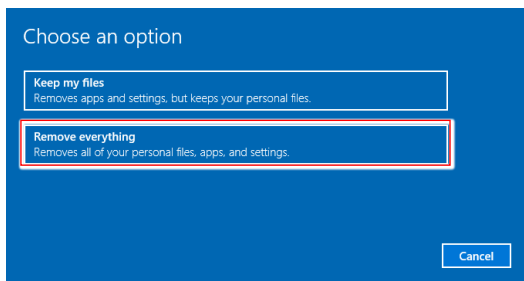 Choose an option
Keep my files
Removes apps and settings, but keeps your personal files.
Remove everything
Removes all of your personal files, apps, and settings.
Cancel